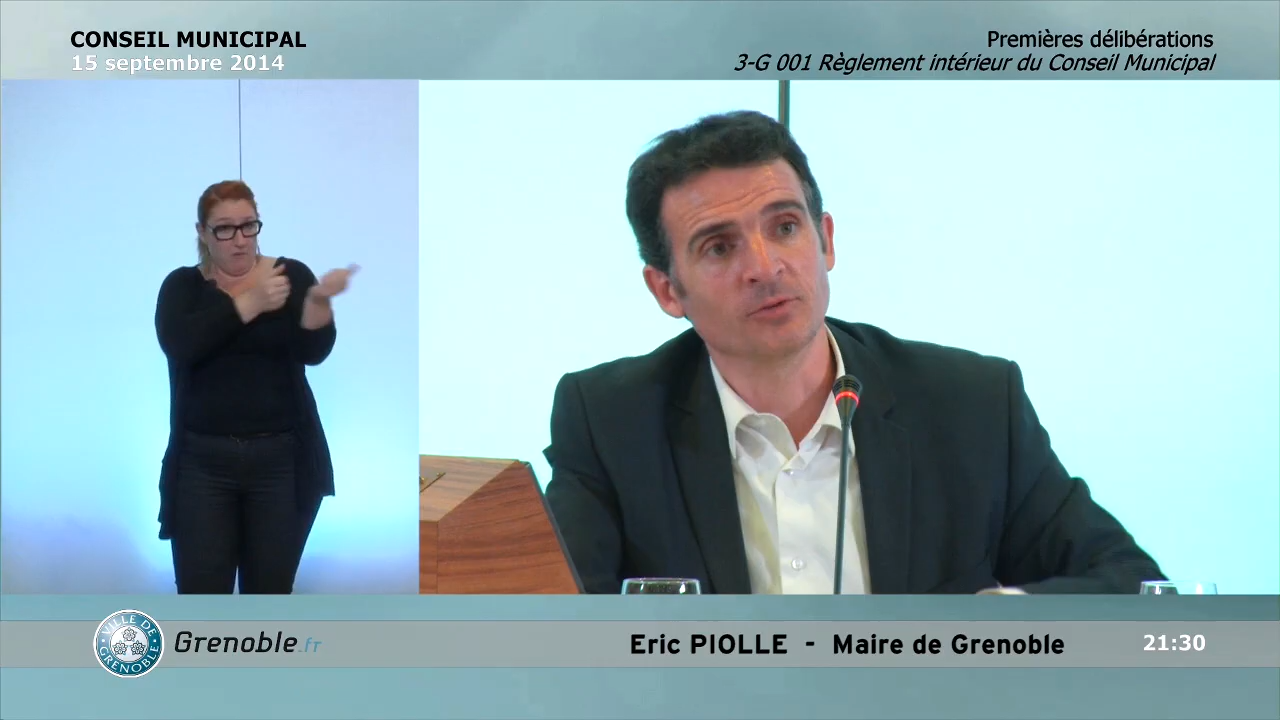 CONSEIL MUNICIPAL
15 septembre 2014
Premières délibérations
3-G 001 Règlement intérieur du Conseil Municipal
VILLE DE GRENOBLE
Grenoble.fr
Eric PIOLLE - Maire de Grenoble
21:30